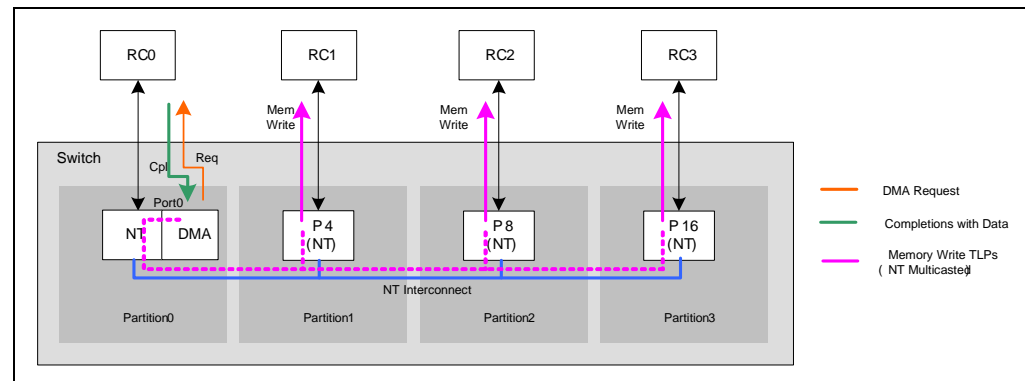 RC0
RC1
RC2
RC3
Mem
Write
Mem
Write
Mem
Write
Switch
Cpl
Req
Port0
NT
DMA
P 4
(NT)
P 8
(NT)
P 16
(NT)
NT Interconnect
Partition0
Partition1
Partition2
Partition3
DMA Request
Completions with Data
Memory Write TLPs
( NT Multicasted)